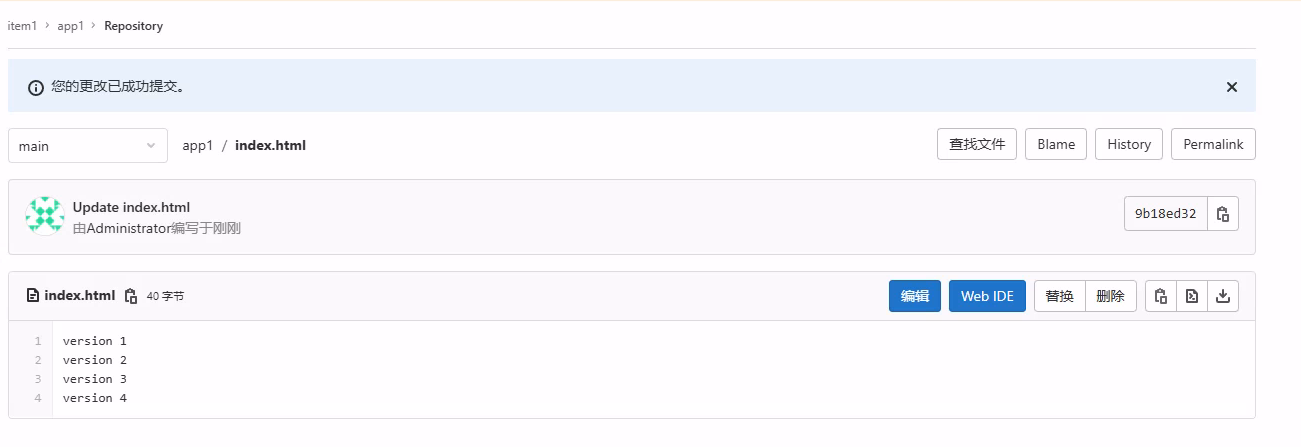 item1 › app1 › Repository
您的更改已成功提交。
main app1 / index.html 查找文件 Blame History Permalink
Update index.html
由Administrator编写于刚刚
9b18ed32
index.html 40 字节 编辑 Web IDE 替换 删除
1 version 1
2 version 2
3 version 3
4 version 4